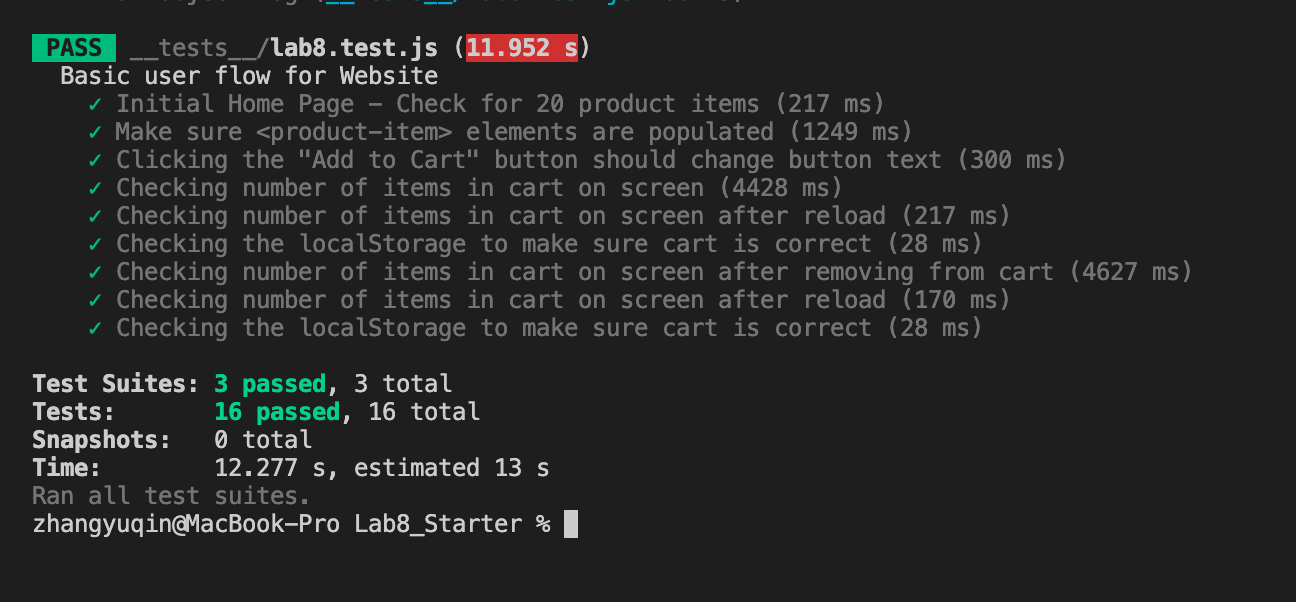 PASS __tests__/lab8.test.js (11.952 s)
Basic user flow for Website
✓ Initial Home Page – Check for 20 product items (217 ms)
✓ Make sure <product-item> elements are populated (1249 ms)
✓ Clicking the "Add to Cart" button should change button text (300 ms)
✓ Checking number of items in cart on screen (4428 ms)
✓ Checking number of items in cart on screen after reload (217 ms)
✓ Checking the localStorage to make sure cart is correct (28 ms)
✓ Checking number of items in cart on screen after removing from cart (4627 ms)
✓ Checking number of items in cart on screen after reload (170 ms)
✓ Checking the localStorage to make sure cart is correct (28 ms)
Test Suites: 3 passed, 3 total
Tests: 16 passed, 16 total
Snapshots: 0 total
Time: 12.277 s, estimated 13 s
Ran all test suites.
zhangyuqin@MacBook-Pro Lab8_Starter %